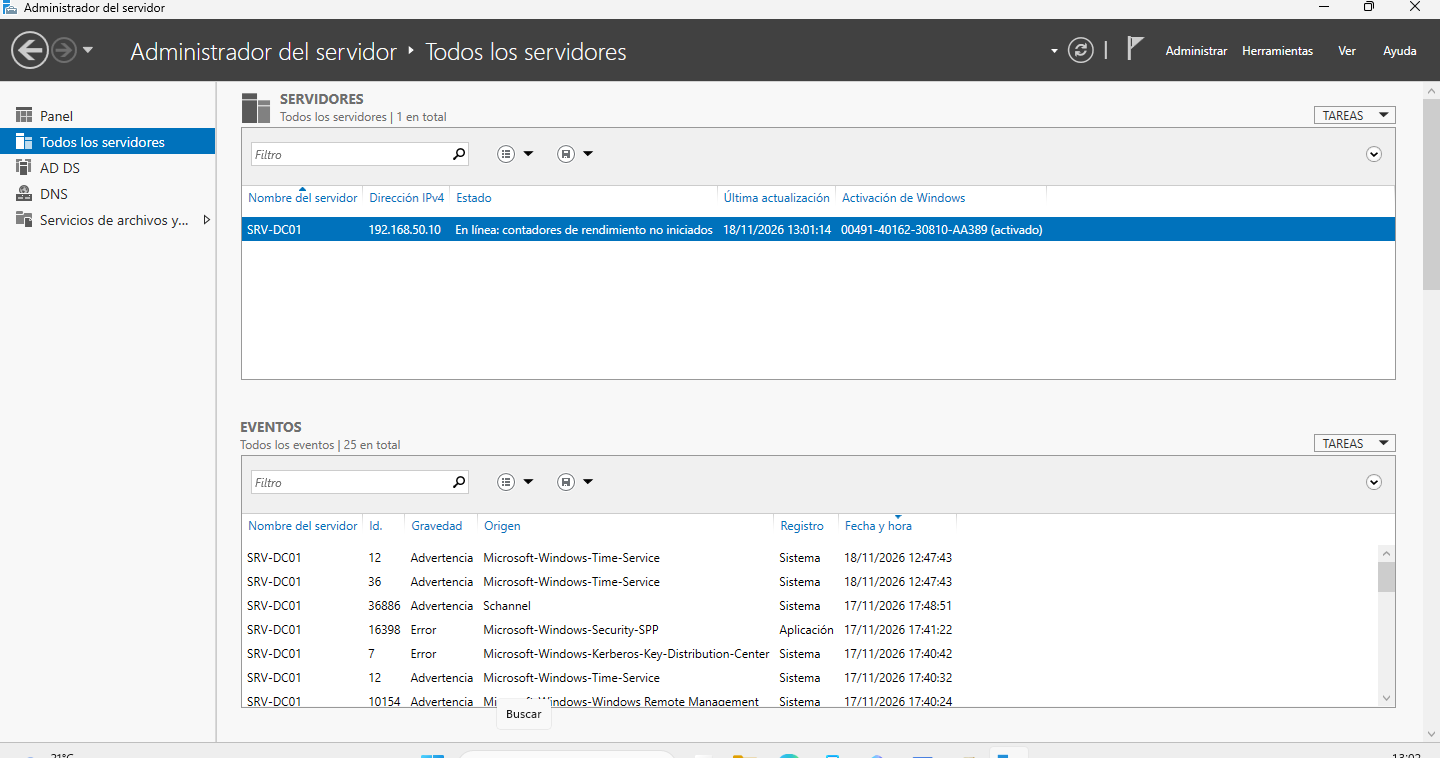 Administrador del servidor
Administrador del servidor Todos los servidores
Administrar Herramientas Ver Ayuda
Panel
Todos los servidores
AD DS
DNS
Servicios de archivos y...
SERVIDORES
Todos los servidores | 1 en total
TAREAS
Filtro
Nombre del servidor Dirección IPv4 Estado Última actualización Activación de Windows
SRV-DC01 192.168.50.10 En línea: contadores de rendimiento no iniciados 18/11/2026 13:01:14 00491-40162-30810-AA389 (activado)
EVENTOS
Todos los eventos | 25 en total
TAREAS
Filtro
Nombre del servidor Id. Gravedad Origen Registro Fecha y hora
SRV-DC01 12 Advertencia Microsoft-Windows-Time-Service Sistema 18/11/2026 12:47:43
SRV-DC01 36 Advertencia Microsoft-Windows-Time-Service Sistema 18/11/2026 12:47:43
SRV-DC01 36886 Advertencia Schannel Sistema 17/11/2026 17:48:51
SRV-DC01 16398 Error Microsoft-Windows-Security-SPP Aplicación 17/11/2026 17:41:22
SRV-DC01 7 Error Microsoft-Windows-Kerberos-Key-Distribution-Center Sistema 17/11/2026 17:40:42
SRV-DC01 12 Advertencia Microsoft-Windows-Time-Service Sistema 17/11/2026 17:40:32
SRV-DC01 10154 Advertencia Microsoft-Windows-Windows Remote Management Sistema 17/11/2026 17:40:24
Buscar
21°C
13:02